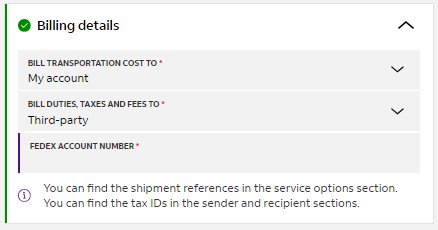 Billing details
BILL TRANSPORTATION COST TO *
My account
BILL DUTIES, TAXES AND FEES TO *
Third-party
FEDEX ACCOUNT NUMBER *
You can find the shipment references in the service options section.
You can find the tax IDs in the sender and recipient sections.